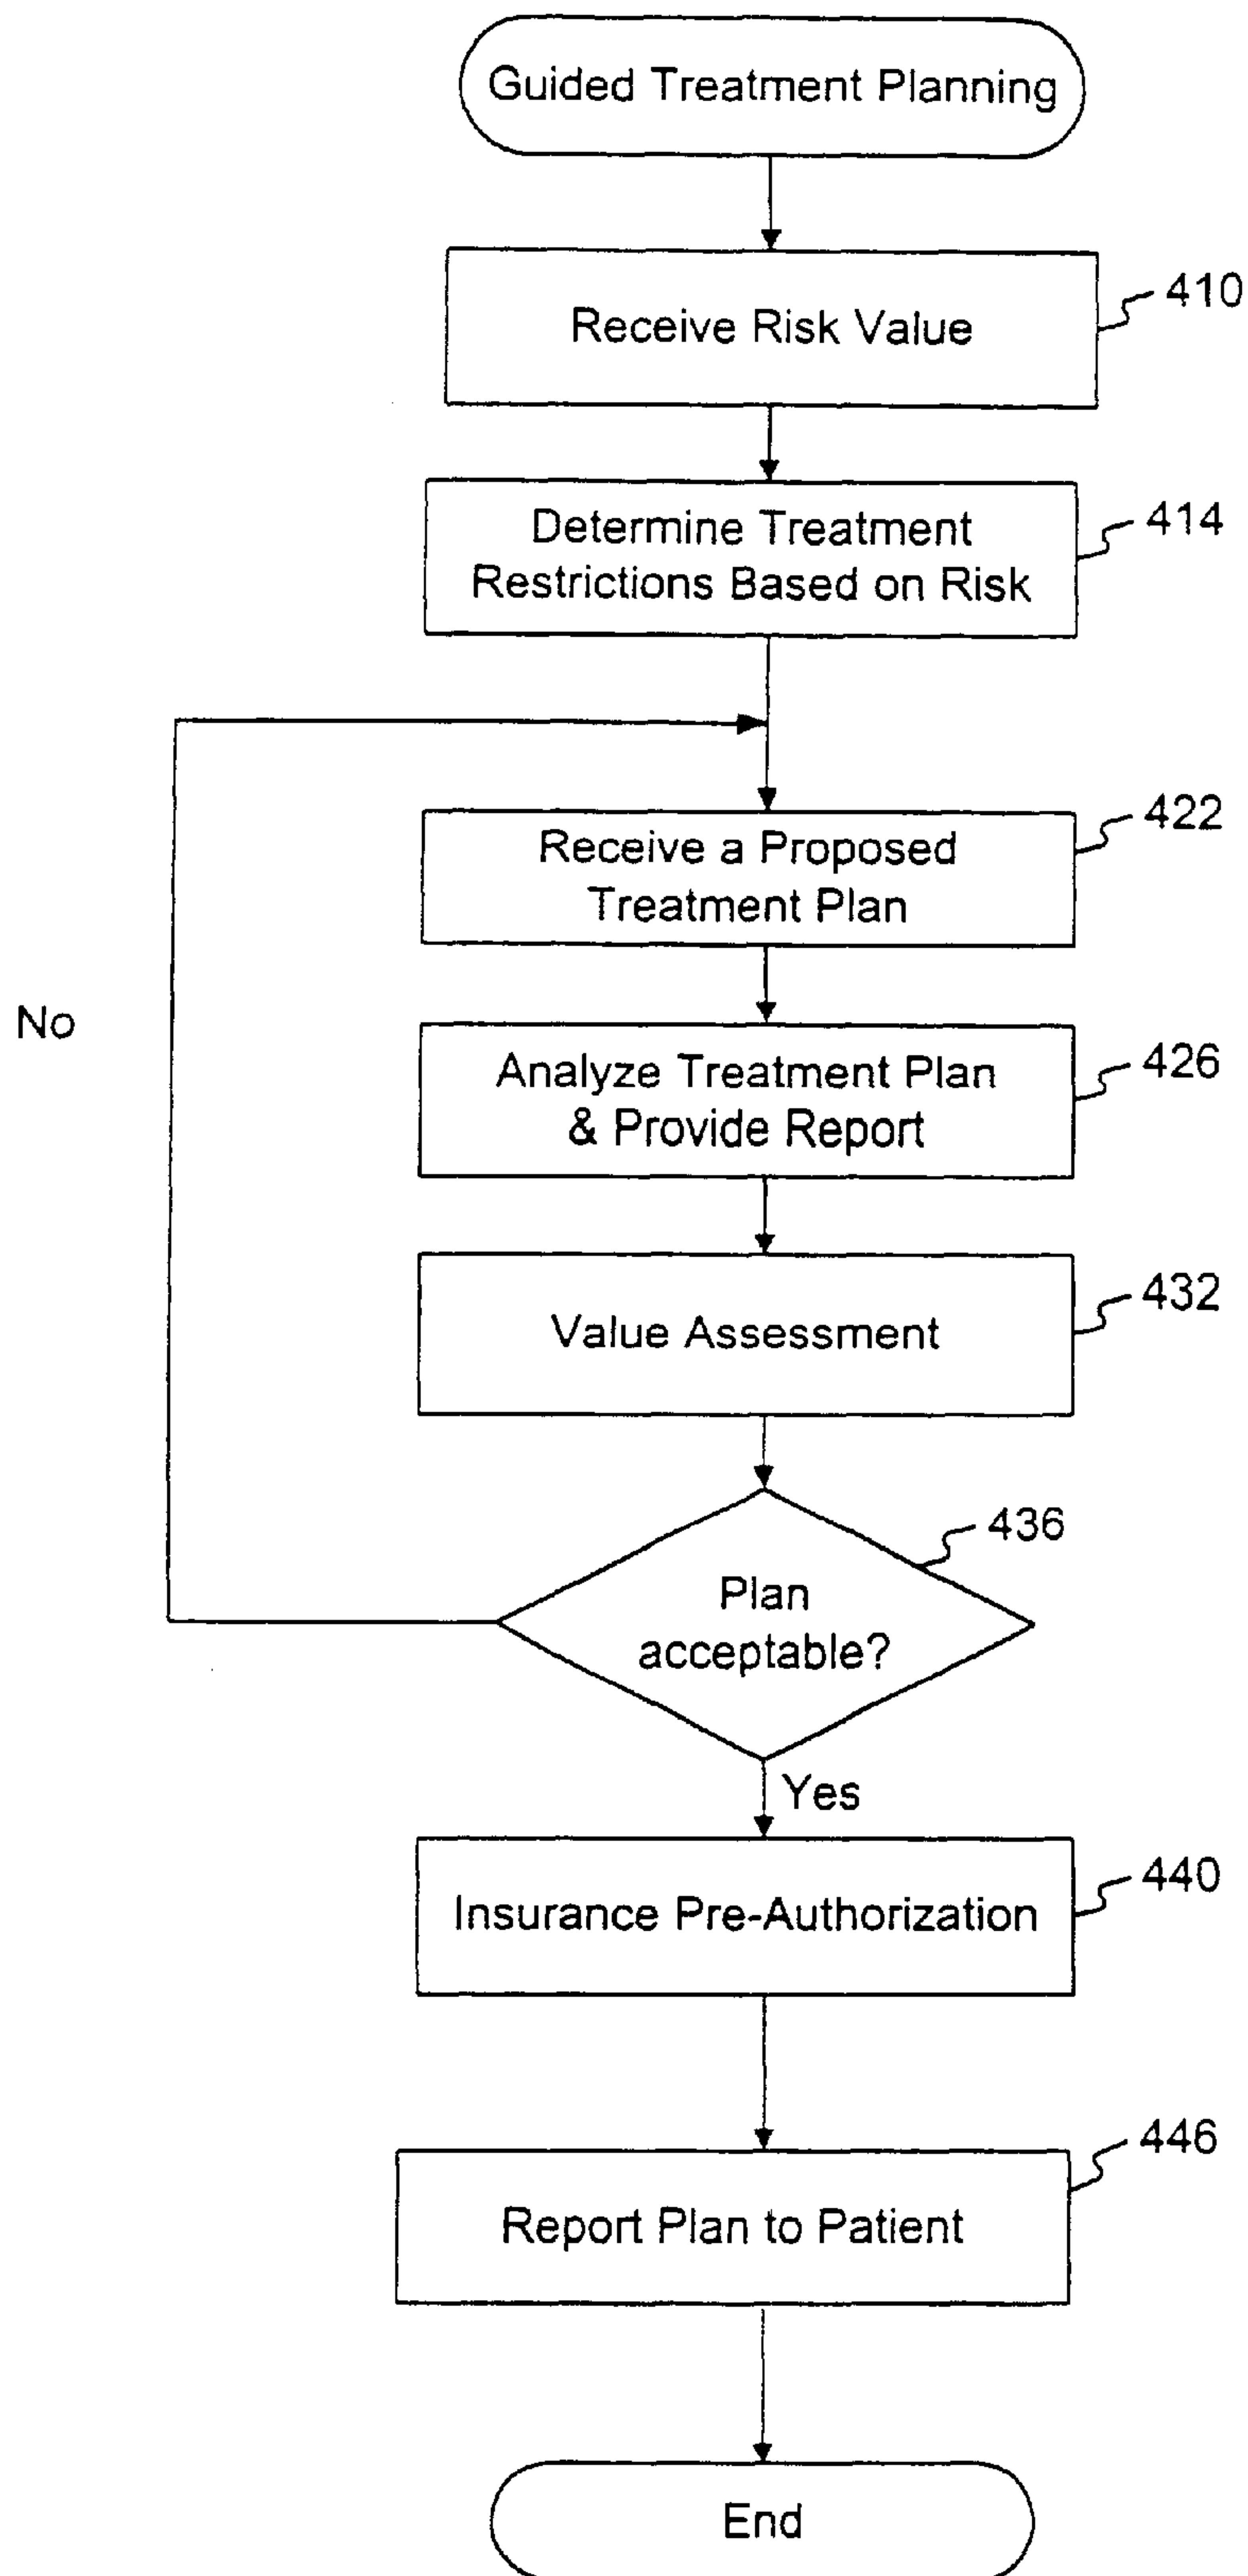 Guided Treatment Planning
Receive Risk Value
410
Determine Treatment
Restrictions Based on Risk
414
Receive a Proposed
Treatment Plan
422
No
Analyze Treatment Plan
& Provide Report
426
Value Assessment
432
Plan
acceptable?
436
Yes
Insurance Pre-Authorization
440
Report Plan to Patient
446
End